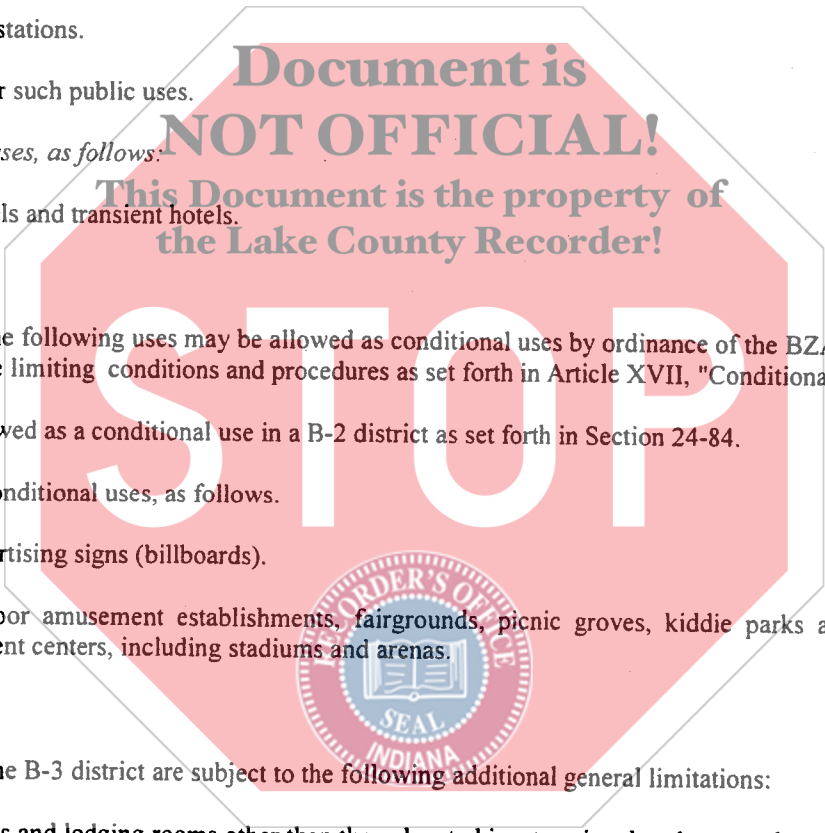 stations.
Document is
r such public uses.
NOT OFFICIAL!
ses, as follows:
This Document is the property of
ls and transient hotels.
the Lake County Recorder!
STOP
e following uses may be allowed as conditional uses by ordinance of the BZA
limiting conditions and procedures as set forth in Article XVII, "Conditiona
wed as a conditional use in a B-2 district as set forth in Section 24-84.
onditional uses, as follows.
rtising signs (billboards).
oor amusement establishments, fairgrounds, picnic groves, kiddie parks a
ent centers, including stadiums and arenas.
RECORDER'S OFFICE
SEAL
INDIANA
e B-3 district are subject to the following additional general limitations: